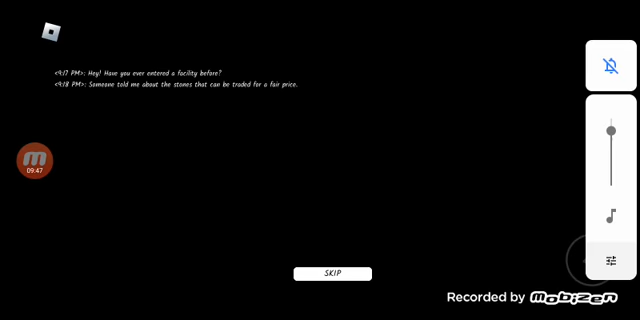 <9:17 PM>: Hey! Have you ever entered a facility before?
<9:18 PM>: Someone told me about the stones that can be traded for a fair price.
09:47
SKIP
Recorded by Mobizen